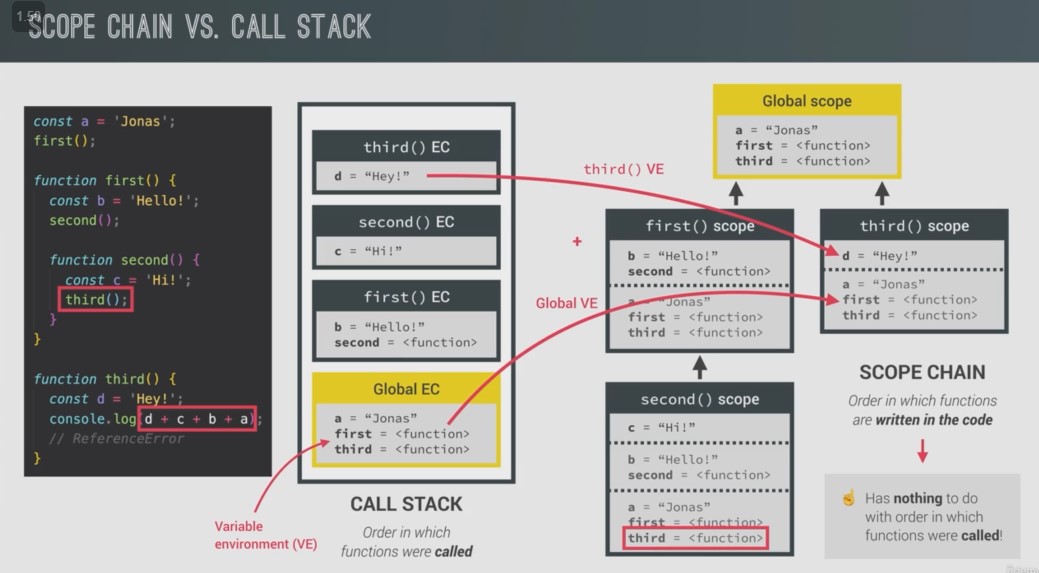 1.50
SCOPE CHAIN VS. CALL STACK
const a = 'Jonas';
first();
function first() {
const b = 'Hello!';
second();
function second() {
const c = 'Hi!';
third();
}
}
function third() {
const d = 'Hey!';
console.log(d + c + b + a);
// ReferenceError
}
third() EC
d = “Hey!”
second() EC
c = “Hi!”
first() EC
b = “Hello!”
second = <function>
Global EC
a = “Jonas”
first = <function>
third = <function>
Variable
environment (VE)
CALL STACK
Order in which
functions were called
third() VE
+
Global VE
Global scope
a = “Jonas”
first = <function>
third = <function>
first() scope
b = “Hello!”
second = <function>
a = “Jonas”
first = <function>
third = <function>
second() scope
c = “Hi!”
b = “Hello!”
second = <function>
a = “Jonas”
first = <function>
third = <function>
third() scope
d = “Hey!”
a = “Jonas”
first = <function>
third = <function>
SCOPE CHAIN
Order in which functions
are written in the code
☝ Has nothing to do
with order in which
functions were called!